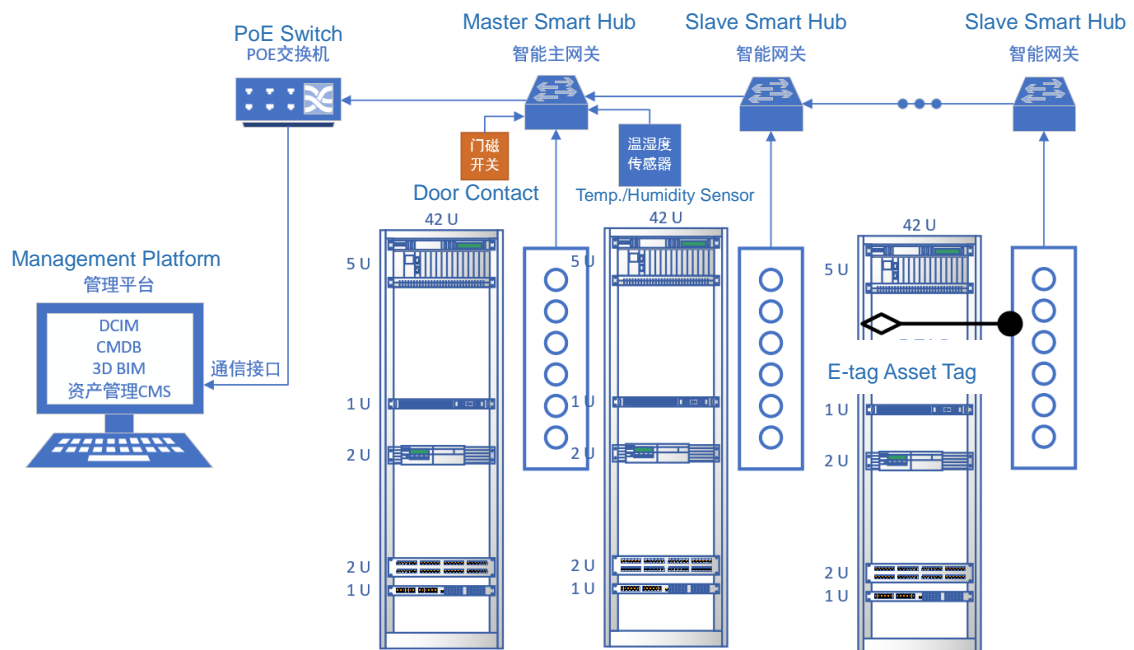 Master Smart Hub
智能主网关
Slave Smart Hub
智能网关
Slave Smart Hub
智能网关
PoE Switch
POE交换机
门磁
开关
温湿度
传感器
Door Contact
Temp./Humidity Sensor
Management Platform
管理平台
DCIM
CMDB
3D BIM
资产管理CMS
通信接口
42 U
5 U
1 U
2 U
2 U
1 U
42 U
5 U
1 U
2 U
2 U
1 U
42 U
5 U
E-tag Asset Tag
1 U
2 U
2 U
1 U